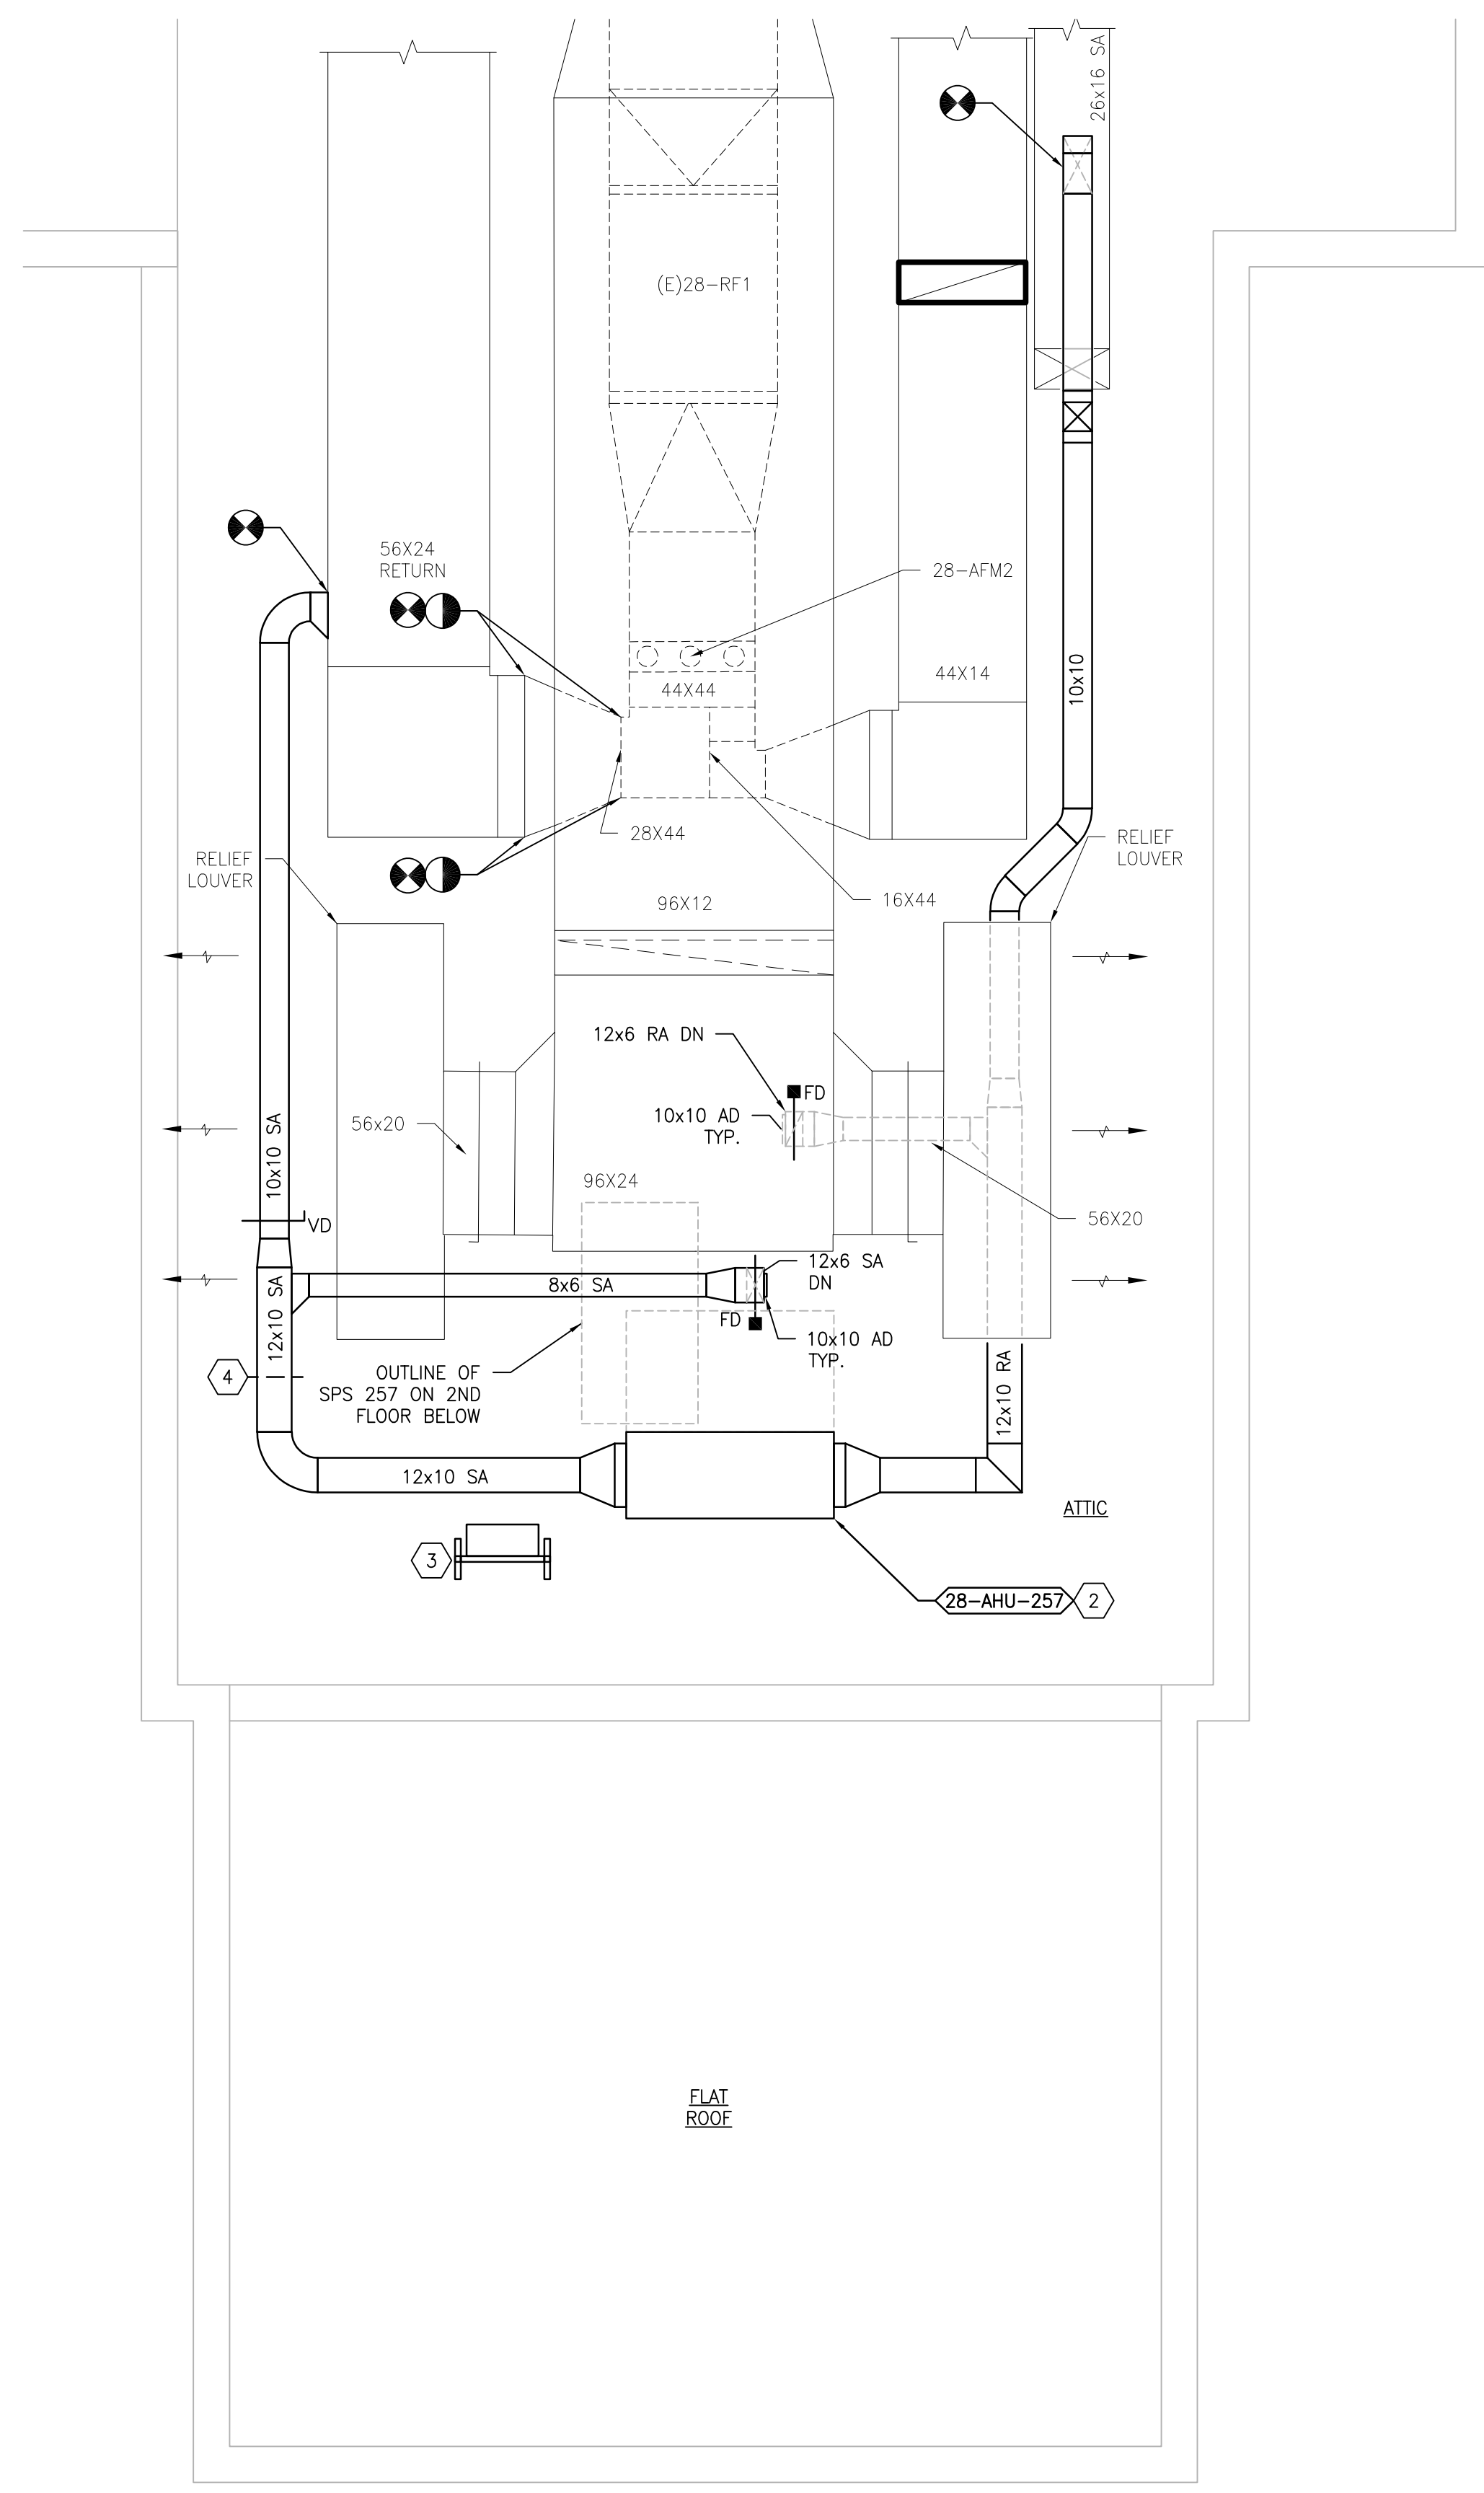 26x16 SA
(E)28-RF1
56X24
RETURN
28-AFM2
44X44
44X14
10x10
28X44
RELIEF
LOUVER
RELIEF
LOUVER
16X44
96X12
12x6 RA DN
FD
10x10 AD
TYP.
56x20
10x10 SA
96X24
56X20
VD
12x6 SA
DN
8x6 SA
12x10 SA
FD
10x10 AD
TYP.
4
OUTLINE OF
SPS 257 ON 2ND
FLOOR BELOW
12x10 RA
12x10 SA
ATTIC
3
28-AHU-257
2
FLAT
ROOF